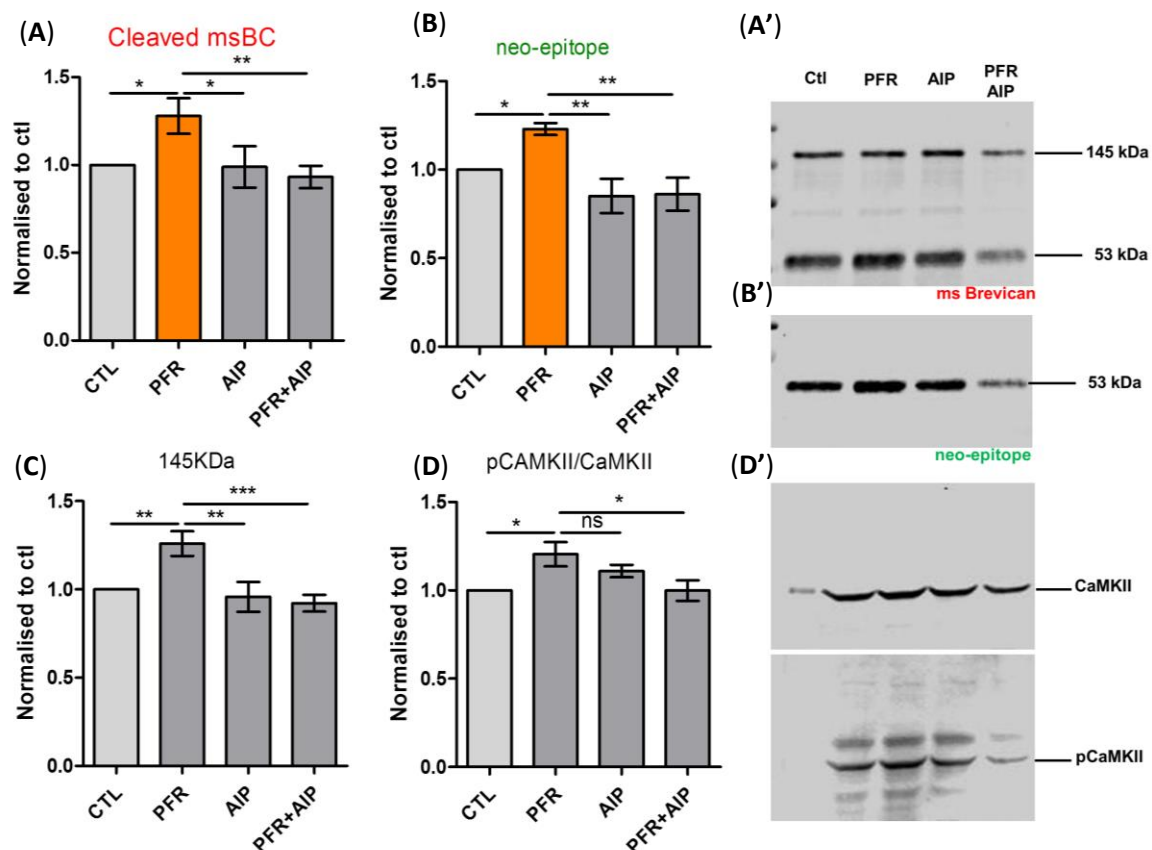 (A)
Cleaved msBC
Normalised to ctl
1.5
1.0
0.5
0.0
*
*
**
CTL
PFR
AIP
PFR+AIP
(B)
neo-epitope
Normalised to ctl
1.5
1.0
0.5
0.0
*
**
**
CTL
PFR
AIP
PFR+AIP
(A’)
Ctl PFR AIP PFR
AIP
145 kDa
53 kDa
ms Brevican
(B’)
53 kDa
neo-epitope
(C)
145KDa
Normalised to ctl
1.5
1.0
0.5
0.0
**
**
***
CTL
PFR
AIP
PFR+AIP
(D)
pCAMKII/CaMKII
Normalised to ctl
1.5
1.0
0.5
0.0
*
ns
*
CTL
PFR
AIP
PFR+AIP
(D’)
CaMKII
pCaMKII